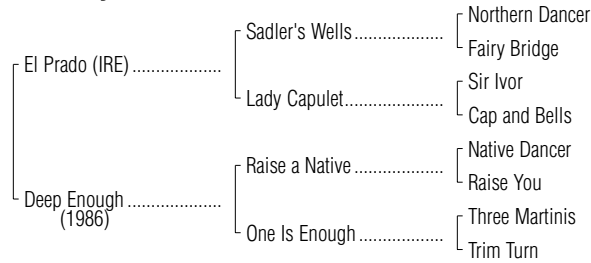 Northern Dancer
Sadler's Wells ..................
Fairy Bridge
El Prado (IRE) ..................
Sir Ivor
Lady Capulet....................
Cap and Bells
Native Dancer
Raise a Native ..................
Raise You
Deep Enough ...................
(1986)
Three Martinis
One Is Enough .................
Trim Turn